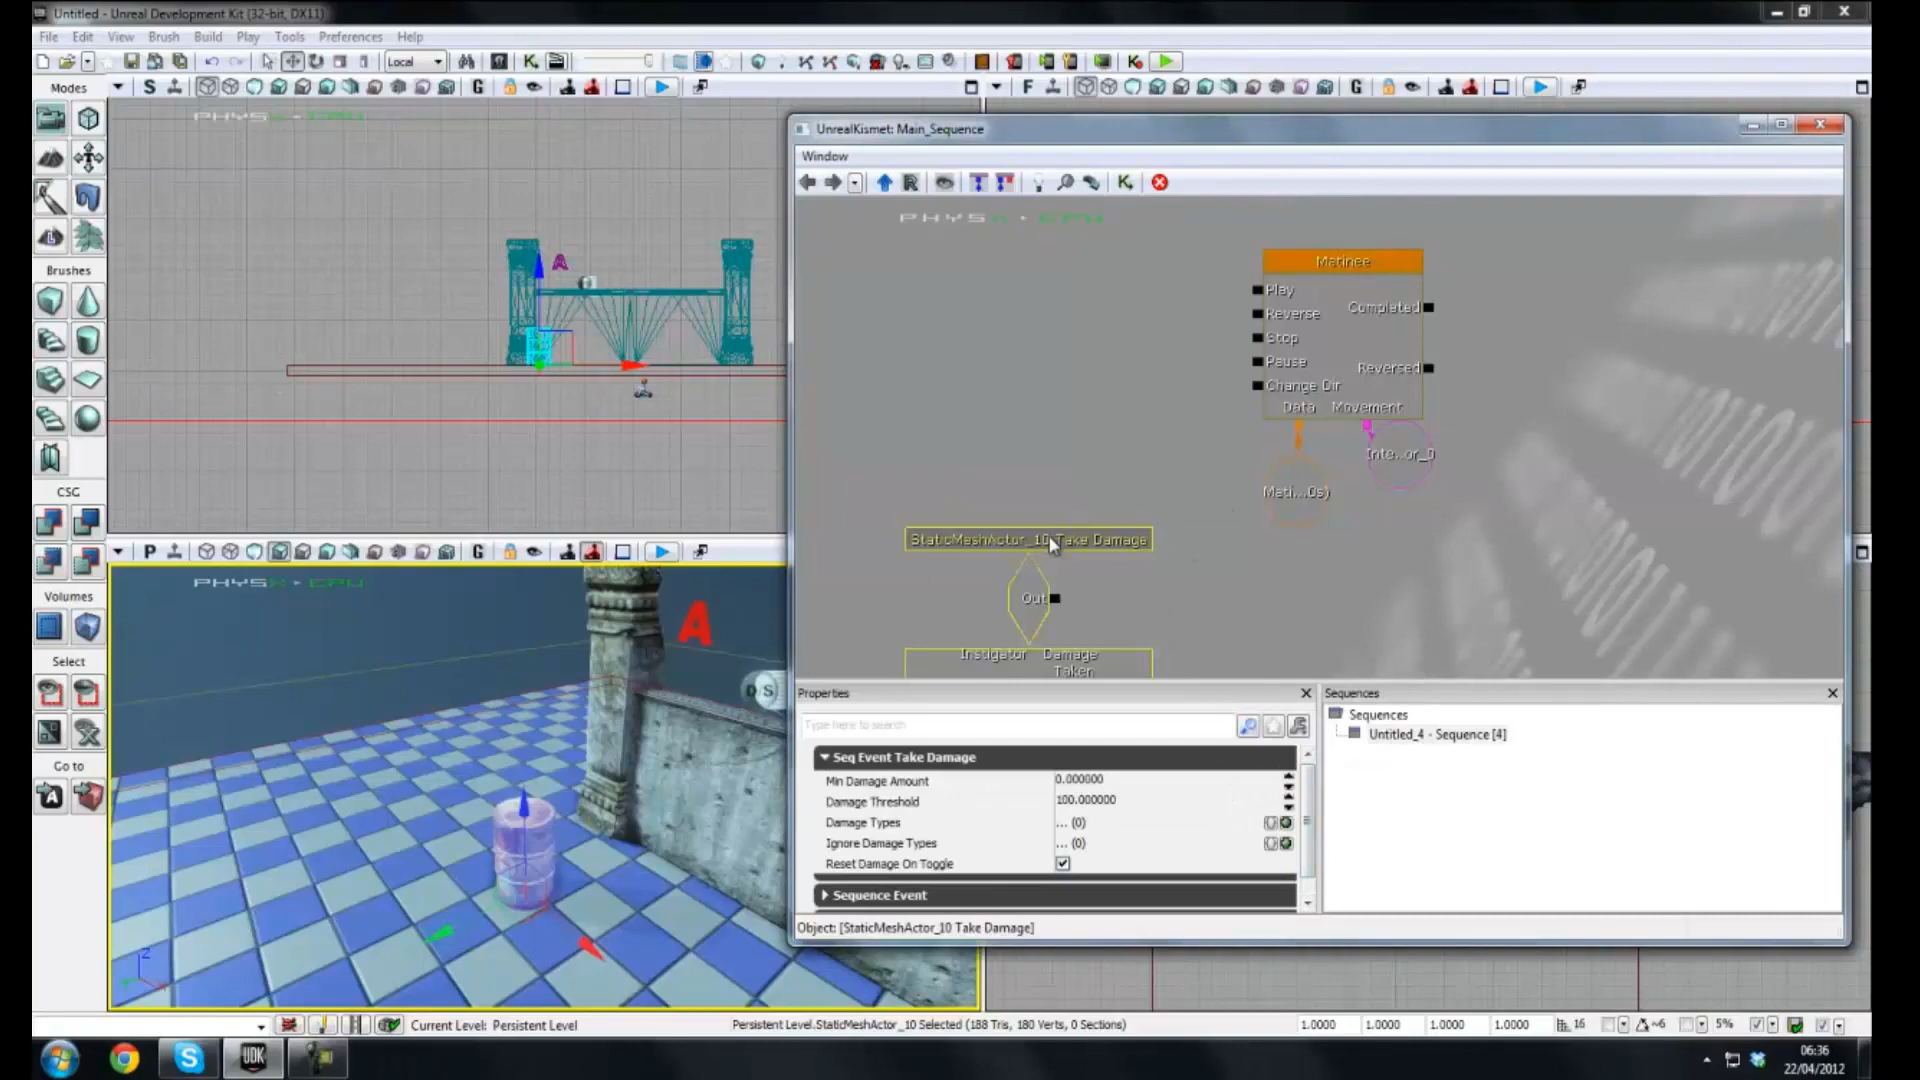 Untitled - Unreal Development Kit (32-bit, DX11)
File Edit View Brush Build Play Tools Preferences Help
Local
Modes
S G
F G
PHYSX • CPU
UnrealKismet: Main_Sequence
Window
PHYSX • CPU
Matinee
Play
Completed
Reverse
Stop
Pause
Reversed
Change Dir
Data Movement
Inte...or_0
Mati...0s)
Brushes
CSG
StaticMeshActor_10 Take Damage
Out
Instigator Damage
Taken
P G
PHYSX • CPU
A
D S
Volumes
Select
Go to
Properties
Type here to search
Seq Event Take Damage
Min Damage Amount 0.000000
Damage Threshold 100.000000
Damage Types ... (0)
Ignore Damage Types ... (0)
Reset Damage On Toggle
Sequence Event
Object: [StaticMeshActor_10 Take Damage]
Sequences
Sequences
Untitled_4 - Sequence [4]
Z
Current Level: Persistent Level
Persistent Level.StaticMeshActor_10 Selected (188 Tris, 180 Verts, 0 Sections)
1.0000 1.0000 1.0000 1.0000 16 ~6 5%
UDK
06:36
22/04/2012